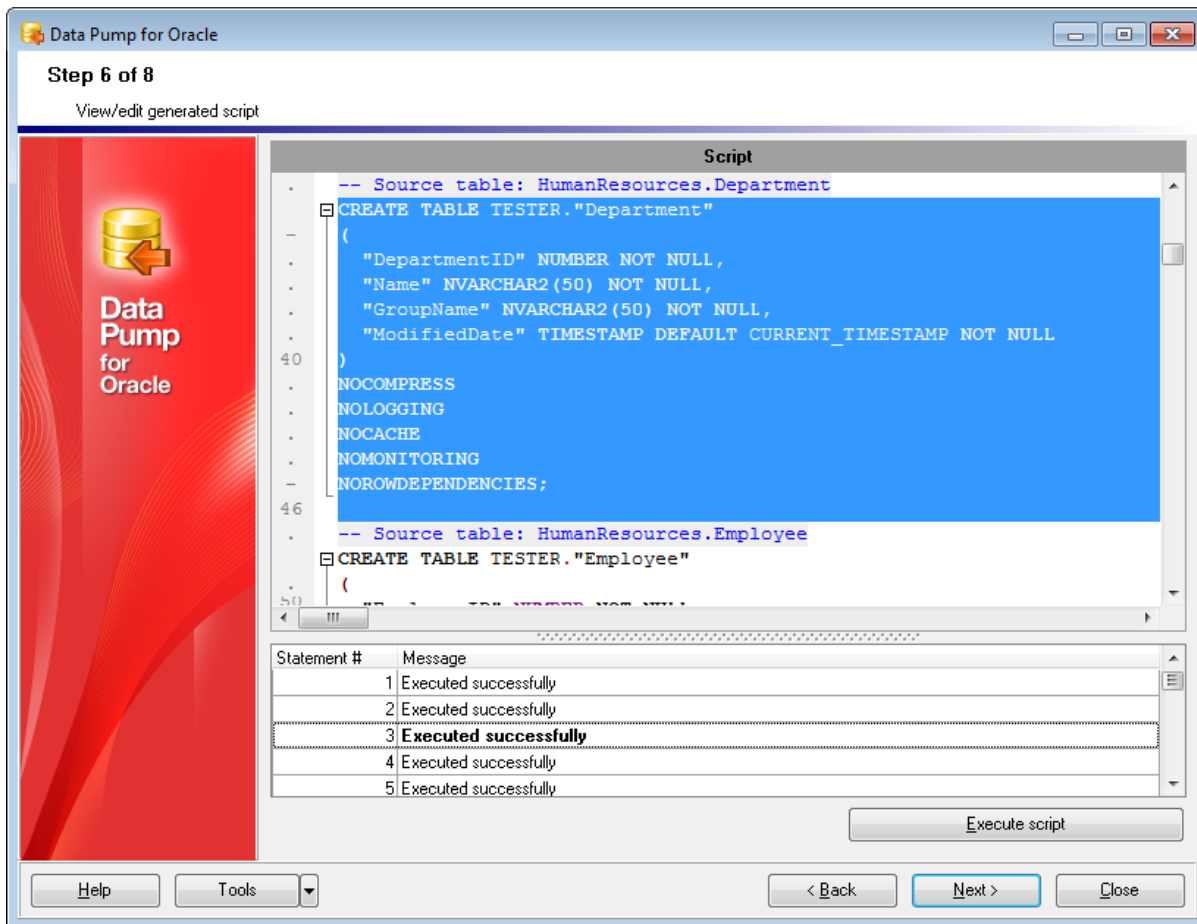 Data Pump for Oracle
Step 6 of 8
View/edit generated script
Data
Pump
for
Oracle
Script
-- Source table: HumanResources.Department
CREATE TABLE TESTER."Department"
(
"DepartmentID" NUMBER NOT NULL,
"Name" NVARCHAR2(50) NOT NULL,
"GroupName" NVARCHAR2(50) NOT NULL,
"ModifiedDate" TIMESTAMP DEFAULT CURRENT_TIMESTAMP NOT NULL
40 )
NOCOMPRESS
NOLOGGING
NOCACHE
NOMONITORING
NOROWDEPENDENCIES;
46
-- Source table: HumanResources.Employee
CREATE TABLE TESTER."Employee"
(
50
Statement # Message
1 Executed successfully
2 Executed successfully
3 Executed successfully
4 Executed successfully
5 Executed successfully
Execute script
Help Tools < Back Next > Close